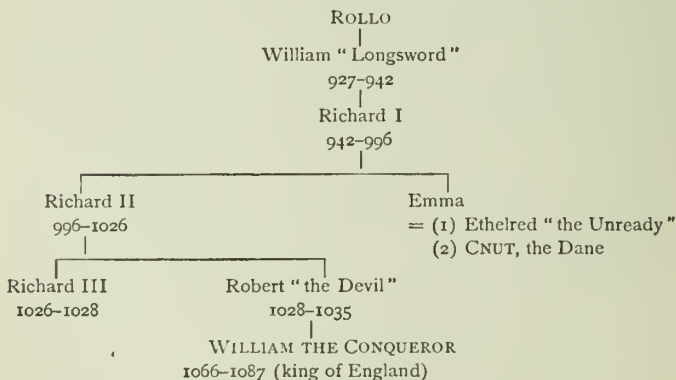 ROLLO
William "Longsword"
927–942
Richard I
942–996
Richard II
996–1026
Emma
= (1) Ethelred "the Unready"
(2) CNUT, the Dane
Richard III
1026–1028
Robert "the Devil"
1028–1035
WILLIAM THE CONQUEROR
1066–1087 (king of England)